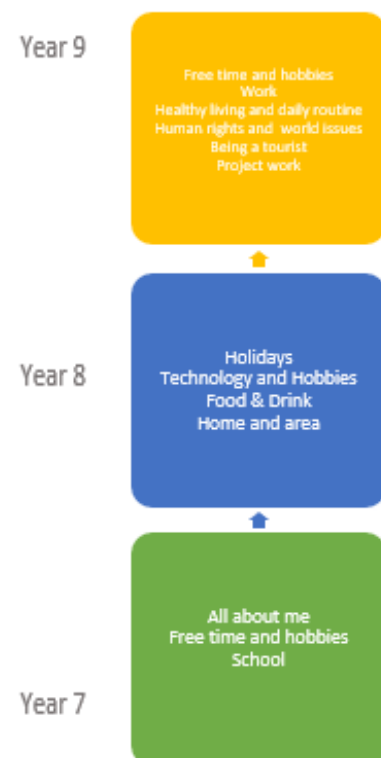 Year 9
Free time and hobbies
Work
Healthy living and daily routine
Human rights and world issues
Being a tourist
Project work
Year 8
Holidays
Technology and Hobbies
Food & Drink
Home and area
All about me
Free time and hobbies
School
Year 7